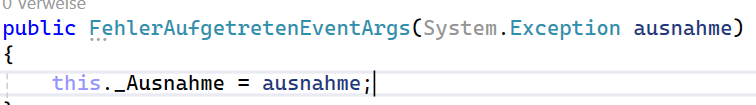 0 Verweise
public FehlerAufgetretenEventArgs(System.Exception ausnahme)
{
this._Ausnahme = ausnahme;